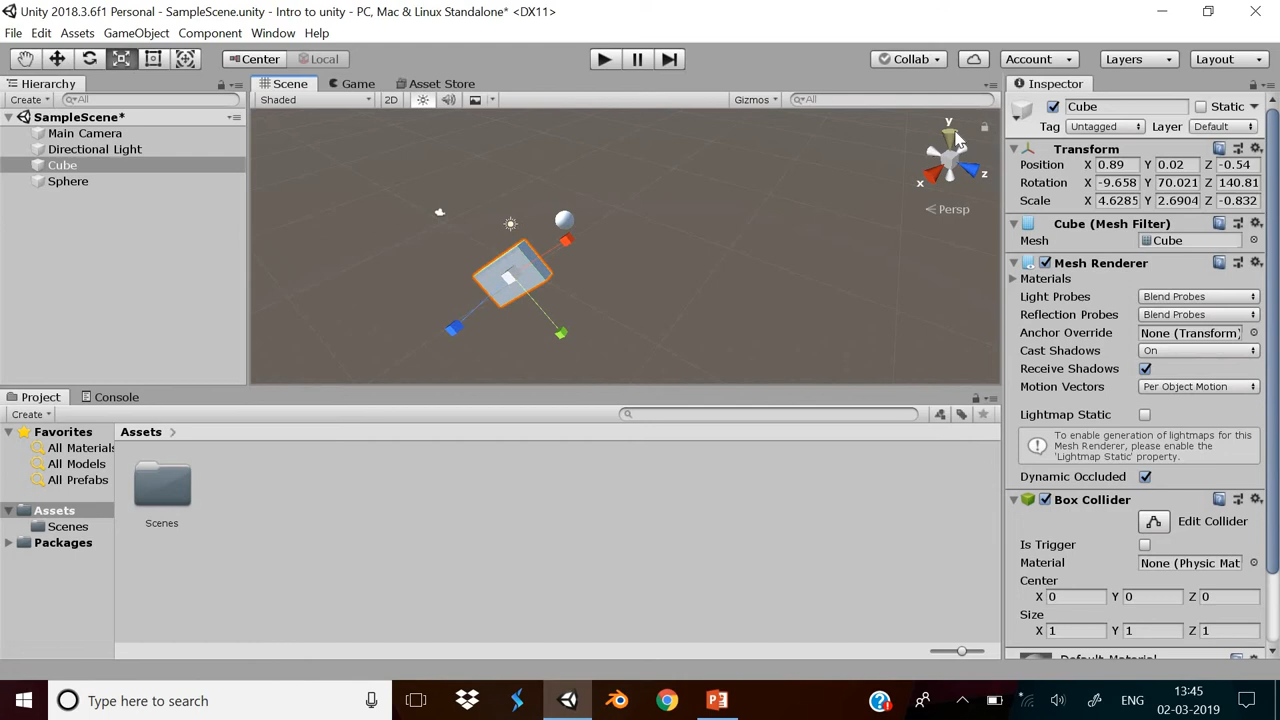 Unity 2018.3.6f1 Personal - SampleScene.unity - Intro to unity - PC, Mac & Linux Standalone* <DX11>
File Edit Assets GameObject Component Window Help
Center Local Collab Account Layers Layout
Hierarchy
Create All
SampleScene*
Main Camera
Directional Light
Cube
Sphere
Scene Game Asset Store
Shaded 2D Gizmos All
y
x z
Persp
Inspector
Cube Static
Tag Untagged Layer Default
Transform
Position X 0.89 Y 0.02 Z -0.54
Rotation X -9.658 Y 70.021 Z 140.81
Scale X 4.6285 Y 2.6904 Z -0.832
Cube (Mesh Filter)
Mesh Cube
Mesh Renderer
Materials
Light Probes Blend Probes
Reflection Probes Blend Probes
Anchor Override None (Transform)
Cast Shadows On
Receive Shadows
Motion Vectors Per Object Motion
Lightmap Static
To enable generation of lightmaps for this
Mesh Renderer, please enable the
'Lightmap Static' property.
Dynamic Occluded
Box Collider
Edit Collider
Is Trigger
Material None (Physic Mat
Center
X 0 Y 0 Z 0
Size
X 1 Y 1 Z 1
Default Material
Project Console
Create
Favorites
All Materials
All Models
All Prefabs
Assets
Scenes
Packages
Assets
Scenes
Type here to search
ENG
13:45
02-03-2019